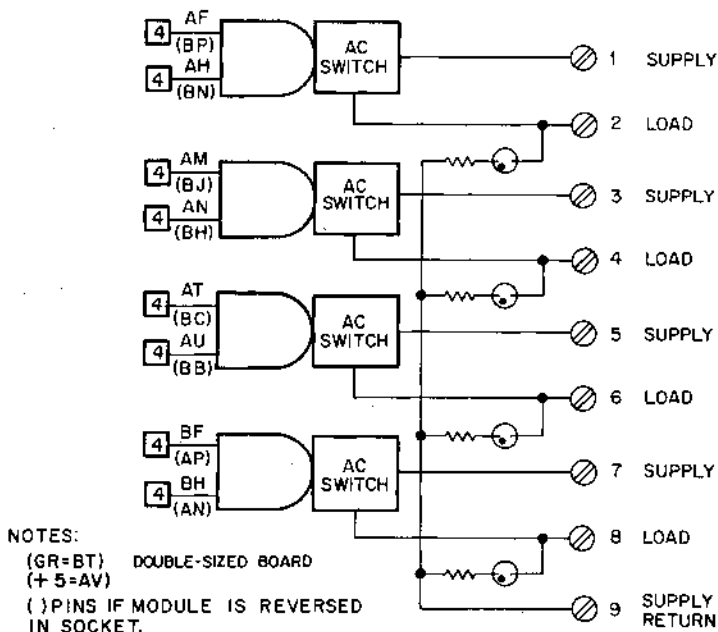 4 AF
(BP)
4 AH
(BN)
AC
SWITCH
1 SUPPLY
2 LOAD
4 AM
(BJ)
4 AN
(BH)
AC
SWITCH
3 SUPPLY
4 LOAD
4 AT
(BC)
4 AU
(BB)
AC
SWITCH
5 SUPPLY
6 LOAD
4 BF
(AP)
4 BH
(AN)
AC
SWITCH
7 SUPPLY
8 LOAD
9 SUPPLY
RETURN
NOTES:
(GR=BT) DOUBLE-SIZED BOARD
(+5=AV)
( ) PINS IF MODULE IS REVERSED
IN SOCKET.